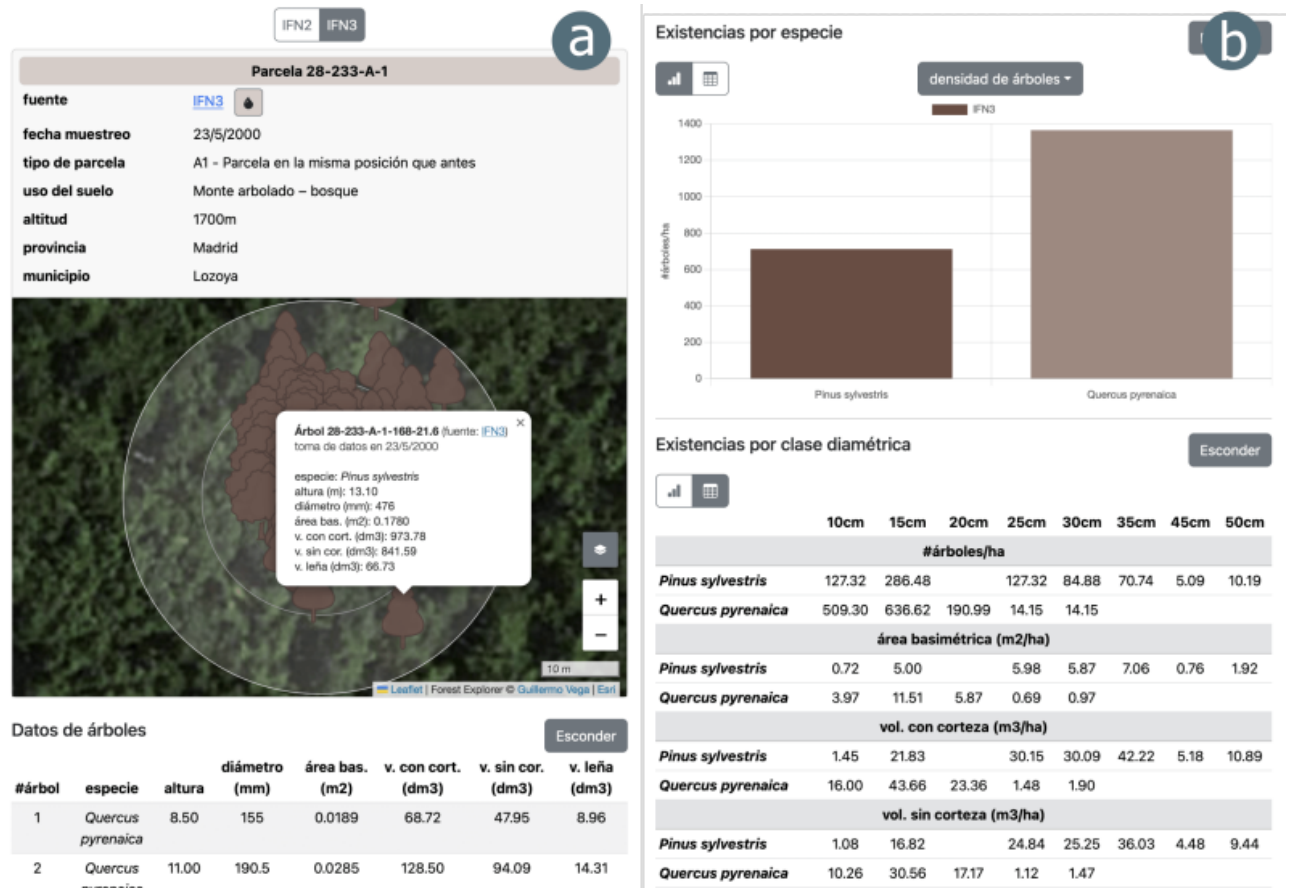 IFN2 IFN3
a
Parcela 28-233-A-1
fuente IFN3
fecha muestreo 23/5/2000
tipo de parcela A1 - Parcela en la misma posición que antes
uso del suelo Monte arbolado – bosque
altitud 1700m
provincia Madrid
municipio Lozoya
Árbol 28-233-A-1-168-21.6 (fuente: IFN3) ×
toma de datos en 23/5/2000
especie: Pinus sylvestris
altura (m): 13.10
diámetro (mm): 476
área bas. (m2): 0.1780
v. con cort. (dm3): 973.78
v. sin cor. (dm3): 841.59
v. leña (dm3): 66.73
+
−
10 m
Leaflet | Forest Explorer © Guillermo Vega | Esri
Datos de árboles Esconder
diámetro área bas. v. con cort. v. sin cor. v. leña
#árbol especie altura (mm) (m2) (dm3) (dm3) (dm3)
1 Quercus 8.50 155 0.0189 68.72 47.95 8.96
pyrenaica
2 Quercus 11.00 190.5 0.0285 128.50 94.09 14.31
Existencias por especie
b
densidad de árboles
IFN3
#árboles/ha
1400
1200
1000
800
600
400
200
0
Pinus sylvestris Quercus pyrenaica
Existencias por clase diamétrica Esconder
10cm 15cm 20cm 25cm 30cm 35cm 45cm 50cm
#árboles/ha
Pinus sylvestris 127.32 286.48 127.32 84.88 70.74 5.09 10.19
Quercus pyrenaica 509.30 636.62 190.99 14.15 14.15
área basimétrica (m2/ha)
Pinus sylvestris 0.72 5.00 5.98 5.87 7.06 0.76 1.92
Quercus pyrenaica 3.97 11.51 5.87 0.69 0.97
vol. con corteza (m3/ha)
Pinus sylvestris 1.45 21.83 30.15 30.09 42.22 5.18 10.89
Quercus pyrenaica 16.00 43.66 23.36 1.48 1.90
vol. sin corteza (m3/ha)
Pinus sylvestris 1.08 16.82 24.84 25.25 36.03 4.48 9.44
Quercus pyrenaica 10.26 30.56 17.17 1.12 1.47